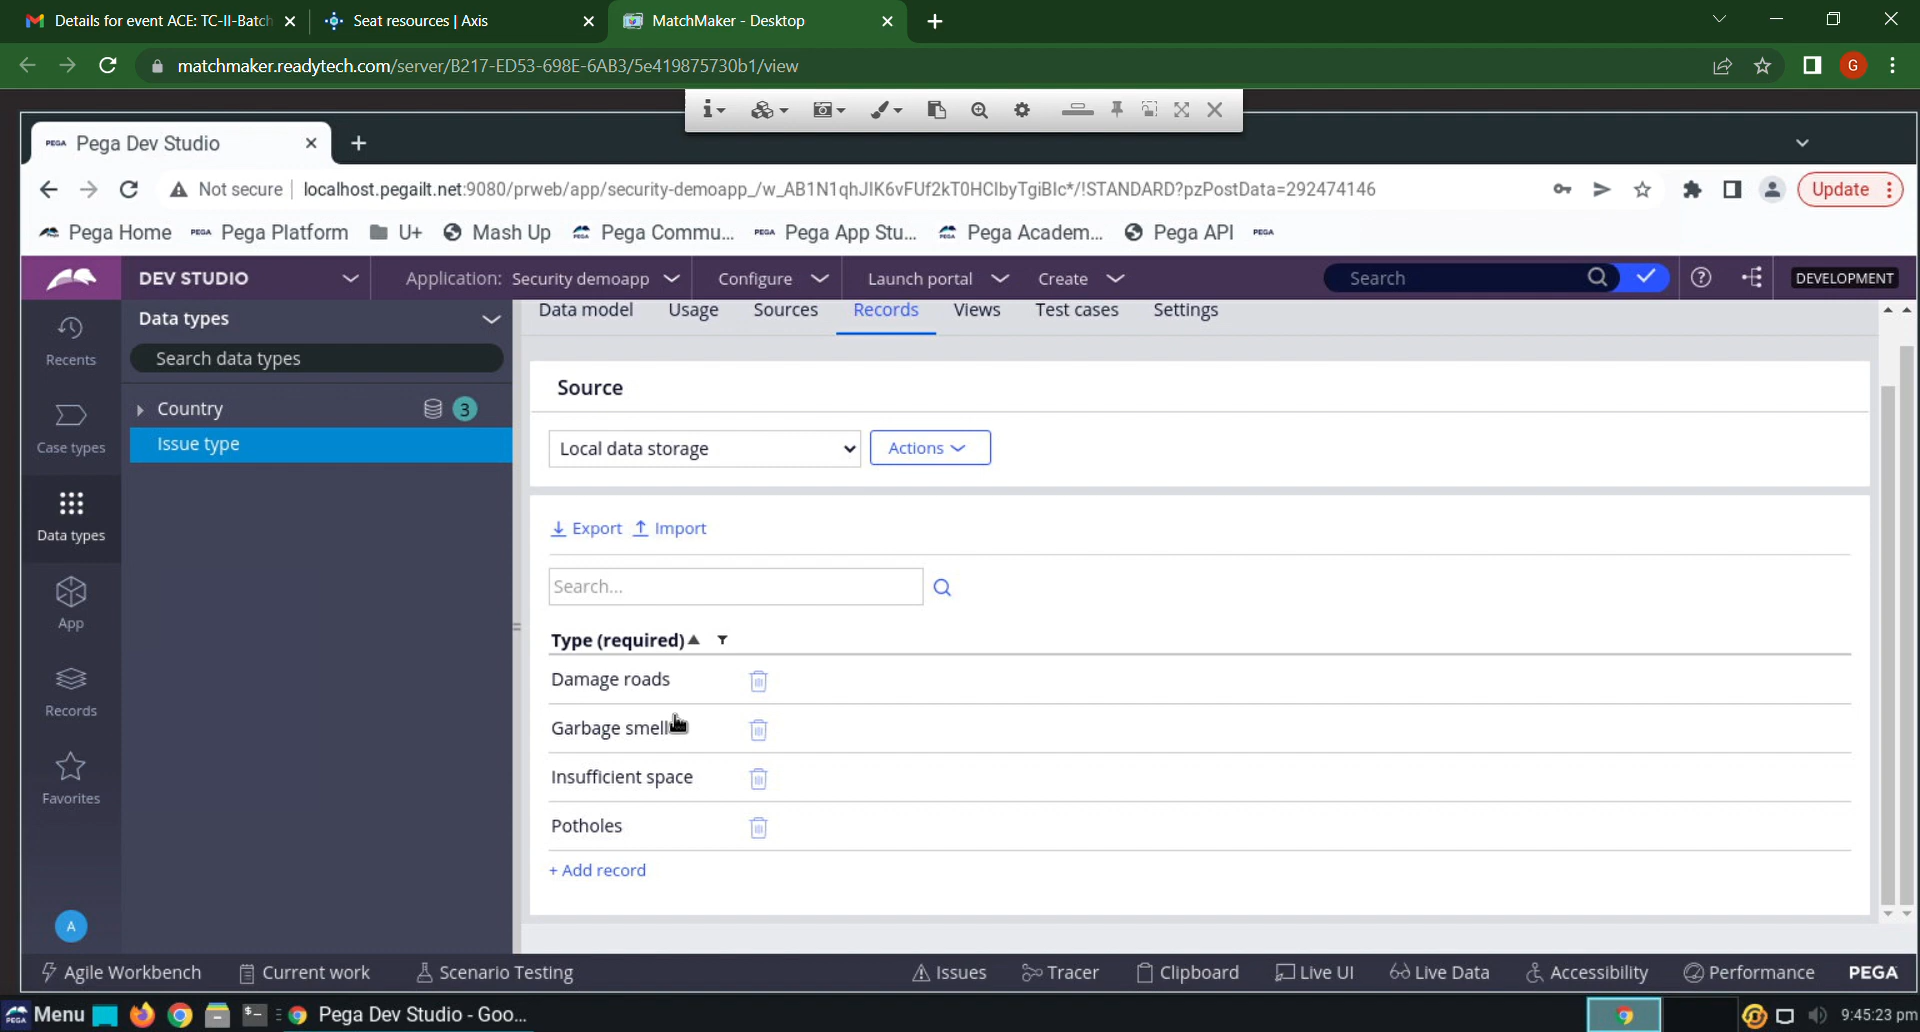 Details for event ACE: TC-II-Batch
Seat resources | Axis
MatchMaker - Desktop
G
matchmaker.readytech.com/server/B217-ED53-698E-6AB3/5e419875730b1/view
PEGA Pega Dev Studio
Not secure localhost.pegailt.net:9080/prweb/app/security-demoapp_/w_AB1N1qhJIK6vFUf2kT0HCIbyTgiBIc*/!STANDARD?pzPostData=292474146
Update
Pega Home
PEGA Pega Platform
U+
Mash Up
Pega Commu...
PEGA Pega App Stu...
Pega Academ...
Pega API
PEGA
DEV STUDIO
Application: Security demoapp
Configure
Launch portal
Create
Search
DEVELOPMENT
Recents
Case types
Data types
App
Records
Favorites
A
Data types
Search data types
Country 3
Issue type
Data model Usage Sources Records Views Test cases Settings
Source
Local data storage Actions
Export Import
Search...
Type (required)
Damage roads
Garbage smell
Insufficient space
Potholes
+ Add record
Agile Workbench Current work Scenario Testing Issues Tracer Clipboard Live UI Live Data Accessibility Performance PEGA
PEGA Menu Pega Dev Studio - Goo... 9:45:23 pm